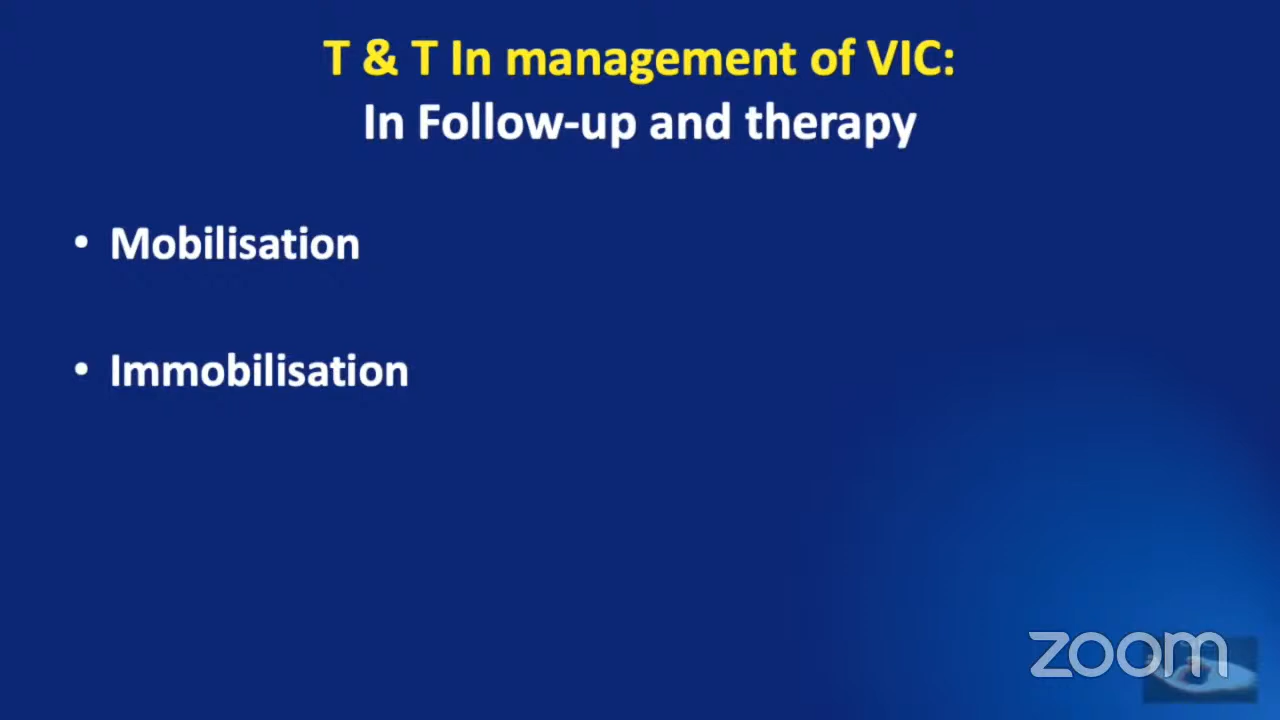 T & T In management of VIC:
In Follow-up and therapy
• Mobilisation
• Immobilisation
zoom